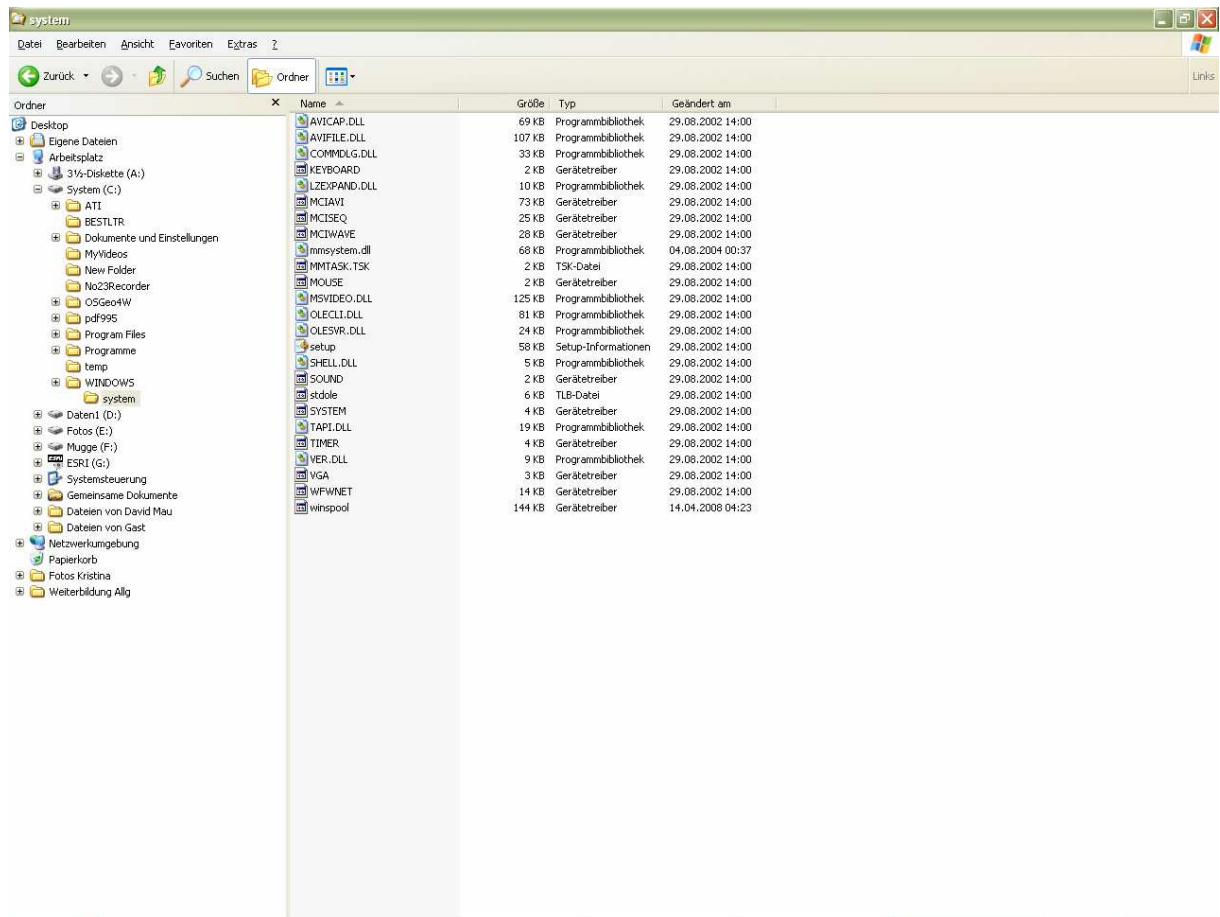 system
Datei Bearbeiten Ansicht Favoriten Extras ?
Zurück Suchen Ordner Links
Ordner
Desktop
Eigene Dateien
Arbeitsplatz
3½-Diskette (A:)
System (C:)
ATI
BESTLTR
Dokumente und Einstellungen
MyVideos
New Folder
No23Recorder
OSGeo4W
pdf995
Program Files
Programme
temp
WINDOWS
system
Daten1 (D:)
Fotos (E:)
Mugge (F:)
ESRI (G:)
Systemsteuerung
Gemeinsame Dokumente
Dateien von David Mau
Dateien von Gast
Netzwerkumgebung
Papierkorb
Fotos Kristina
Weiterbildung Allg
Name Größe Typ Geändert am
AVICAP.DLL 69 KB Programmbibliothek 29.08.2002 14:00
AVIFILE.DLL 107 KB Programmbibliothek 29.08.2002 14:00
COMMDLG.DLL 33 KB Programmbibliothek 29.08.2002 14:00
KEYBOARD 2 KB Gerätetreiber 29.08.2002 14:00
LZEXPAND.DLL 10 KB Programmbibliothek 29.08.2002 14:00
MCIAVI 73 KB Gerätetreiber 29.08.2002 14:00
MCISEQ 25 KB Gerätetreiber 29.08.2002 14:00
MCIWAVE 28 KB Gerätetreiber 29.08.2002 14:00
mmsystem.dll 68 KB Programmbibliothek 04.08.2004 00:37
MMTASK.TSK 2 KB TSK-Datei 29.08.2002 14:00
MOUSE 2 KB Gerätetreiber 29.08.2002 14:00
MSVIDEO.DLL 125 KB Programmbibliothek 29.08.2002 14:00
OLECLI.DLL 81 KB Programmbibliothek 29.08.2002 14:00
OLESVR.DLL 24 KB Programmbibliothek 29.08.2002 14:00
setup 58 KB Setup-Informationen 29.08.2002 14:00
SHELL.DLL 5 KB Programmbibliothek 29.08.2002 14:00
SOUND 2 KB Gerätetreiber 29.08.2002 14:00
stdole 6 KB TLB-Datei 29.08.2002 14:00
SYSTEM 4 KB Gerätetreiber 29.08.2002 14:00
TAPI.DLL 19 KB Programmbibliothek 29.08.2002 14:00
TIMER 4 KB Gerätetreiber 29.08.2002 14:00
VER.DLL 9 KB Programmbibliothek 29.08.2002 14:00
VGA 3 KB Gerätetreiber 29.08.2002 14:00
WFWNET 14 KB Gerätetreiber 29.08.2002 14:00
winspool 144 KB Gerätetreiber 14.04.2008 04:23